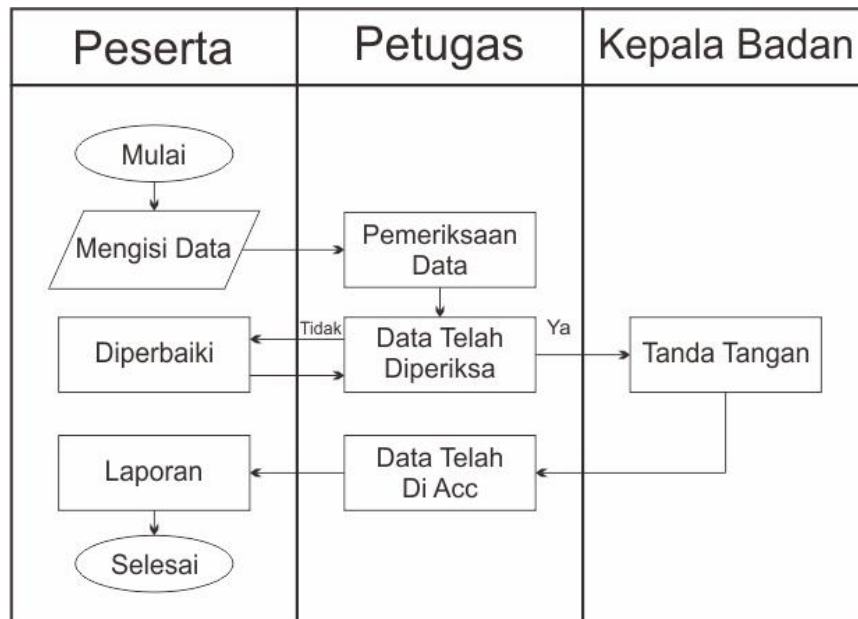 Peserta
Petugas
Kepala Badan
Mulai
Mengisi Data
Pemeriksaan
Data
Diperbaiki
Tidak
Data Telah
Diperiksa
Ya
Tanda Tangan
Laporan
Data Telah
Di Acc
Selesai